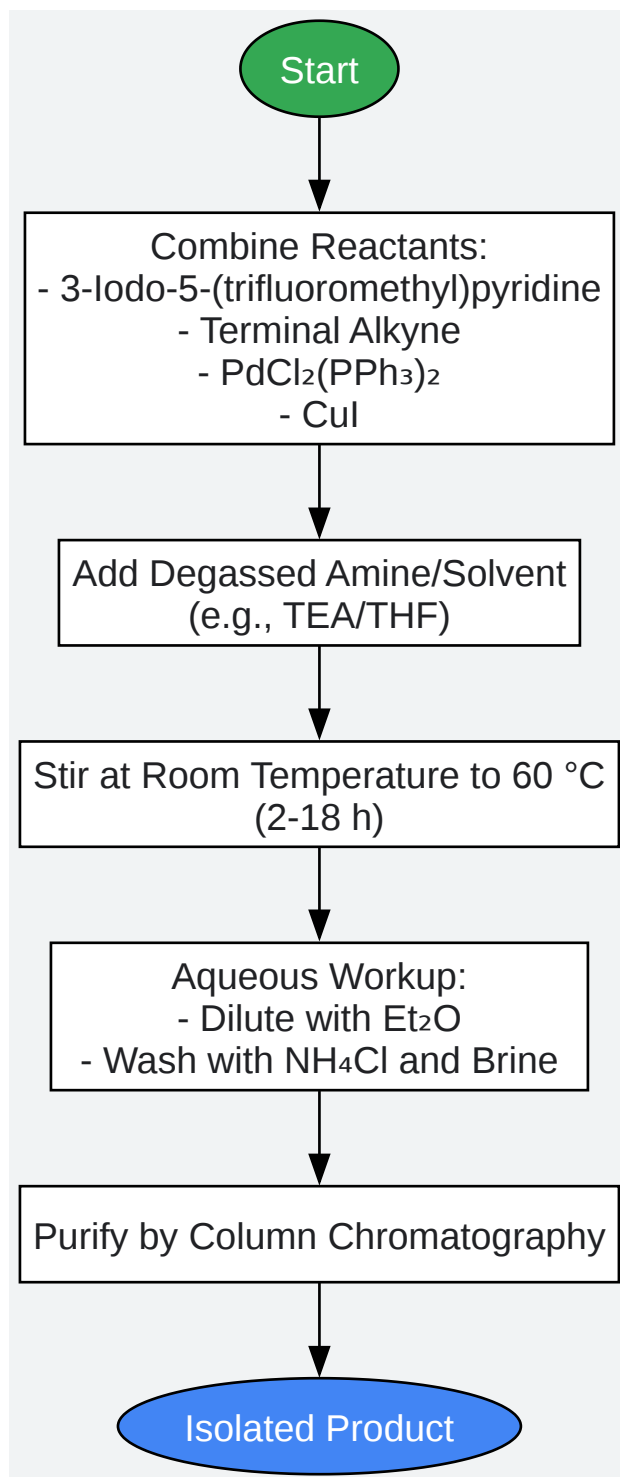 Start
Combine Reactants:
- 3-Iodo-5-(trifluoromethyl)pyridine
- Terminal Alkyne
- PdCl₂(PPh₃)₂
- CuI
Add Degassed Amine/Solvent
(e.g., TEA/THF)
Stir at Room Temperature to 60 °C
(2-18 h)
Aqueous Workup:
- Dilute with Et₂O
- Wash with NH₄Cl and Brine
Purify by Column Chromatography
Isolated Product